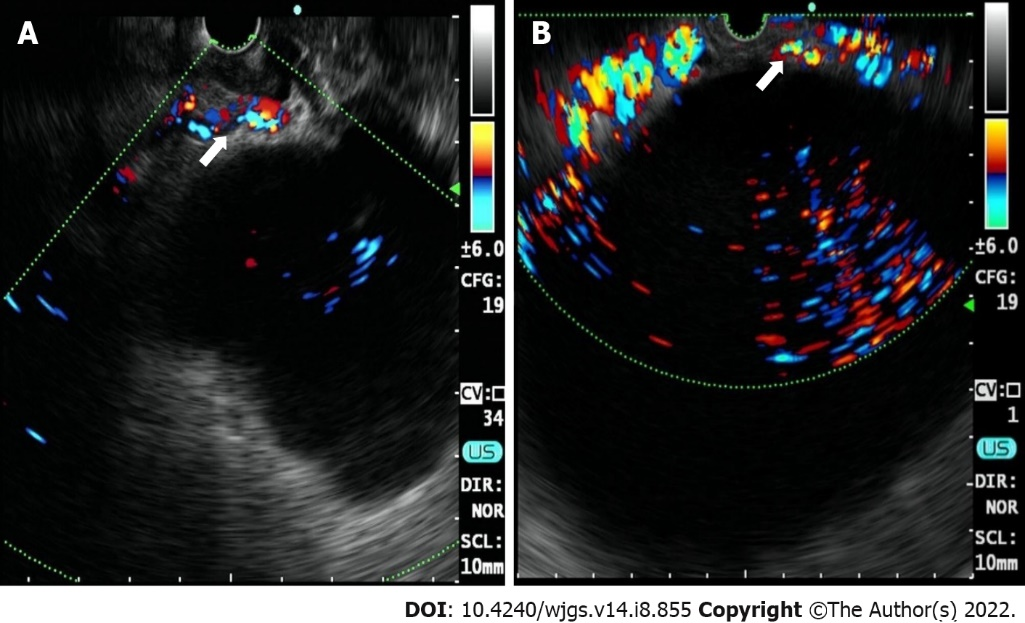 A
±6.0
CFG:
19
CV:
34
US
DIR:
NOR
SCL:
10mm
B
±6.0
CFG:
19
CV:
1
US
DIR:
NOR
SCL:
10mm
DOI: 10.4240/wjgs.v14.i8.855 Copyright ©The Author(s) 2022.